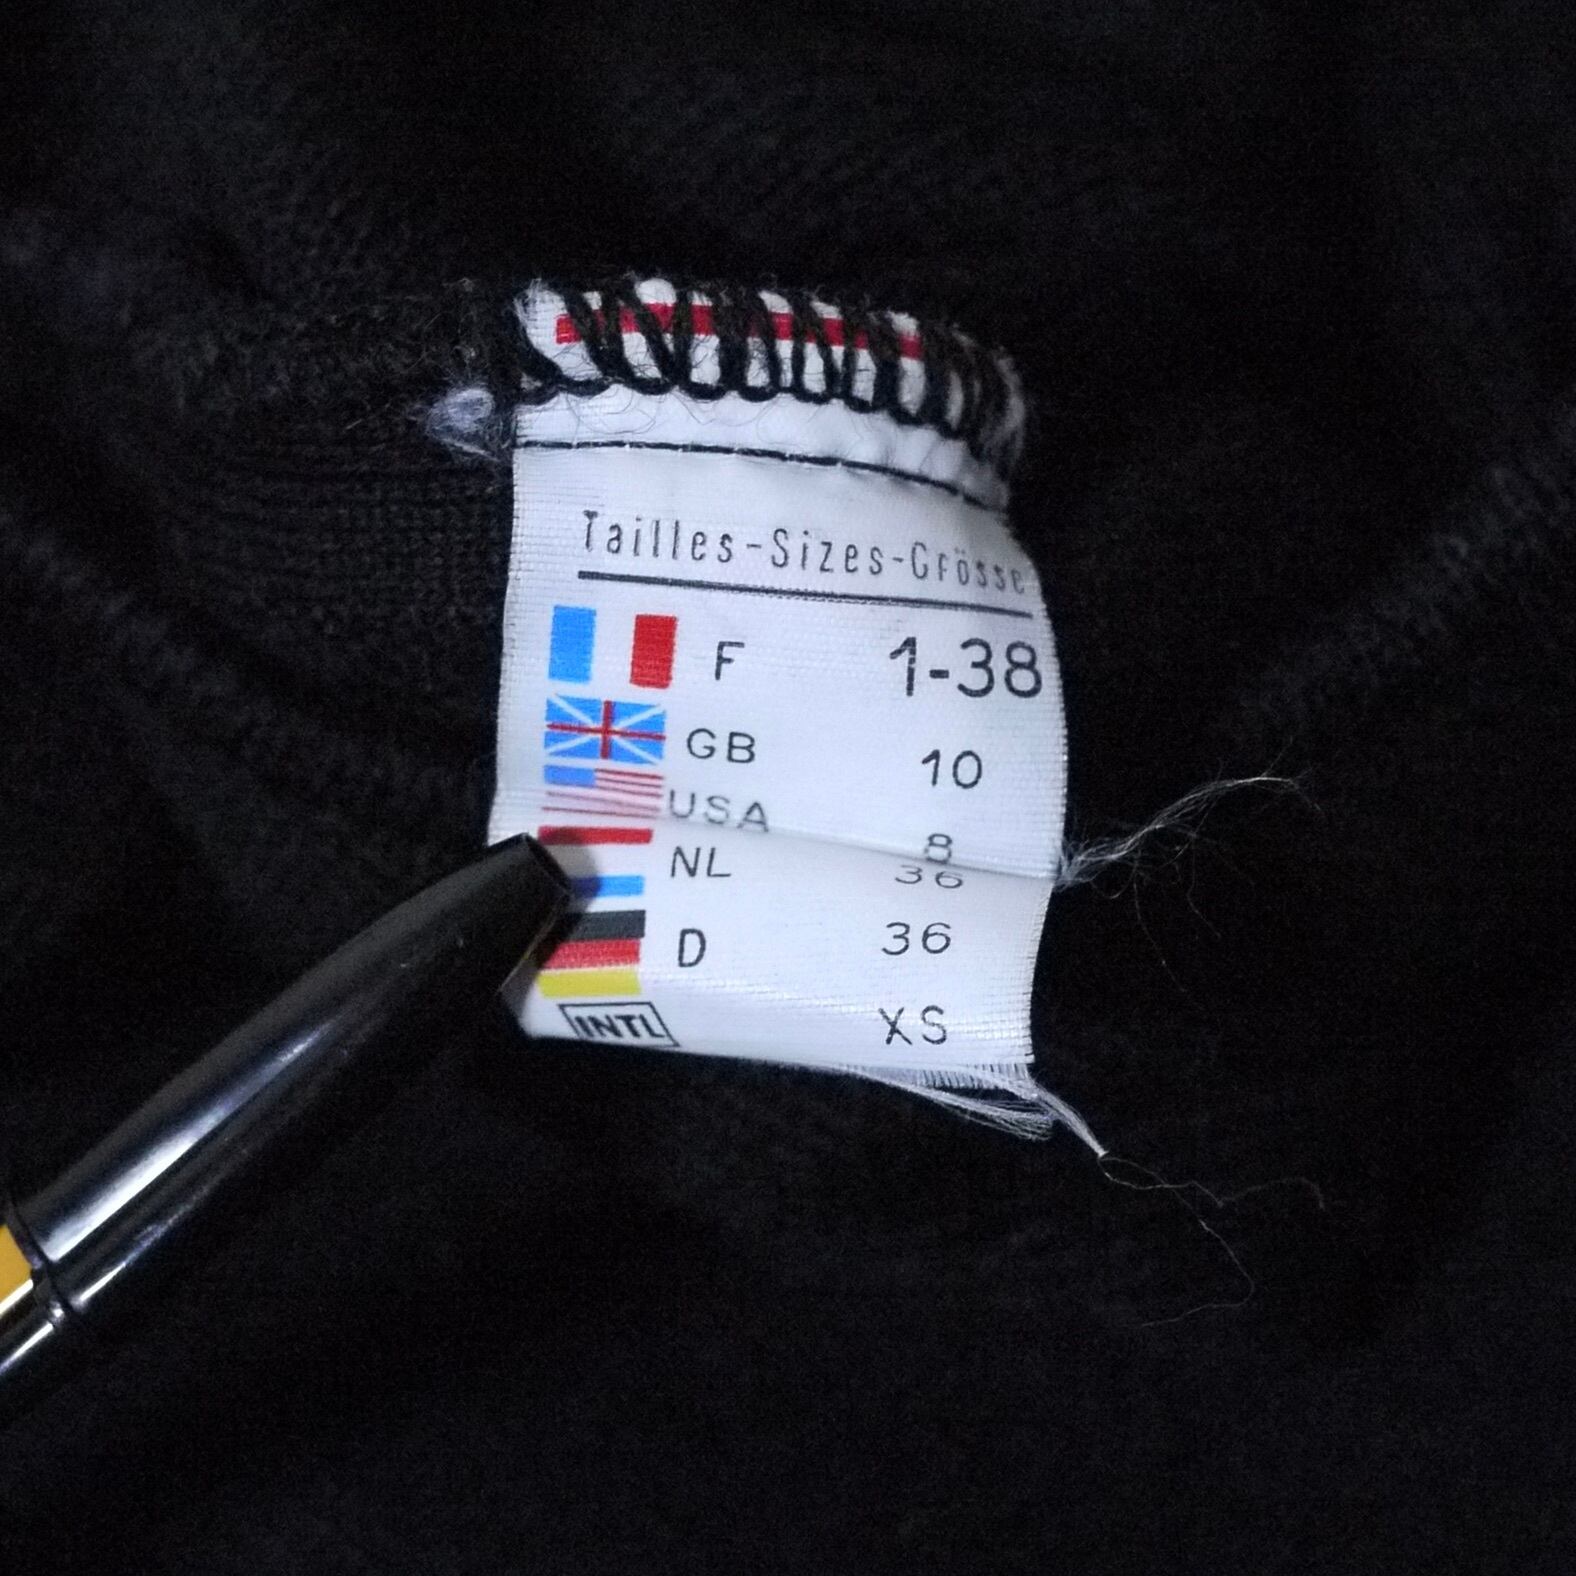 Tailles-Sizes-Grösse
F 1-38
GB 10
USA 8
NL 36
D 36
INTL XS